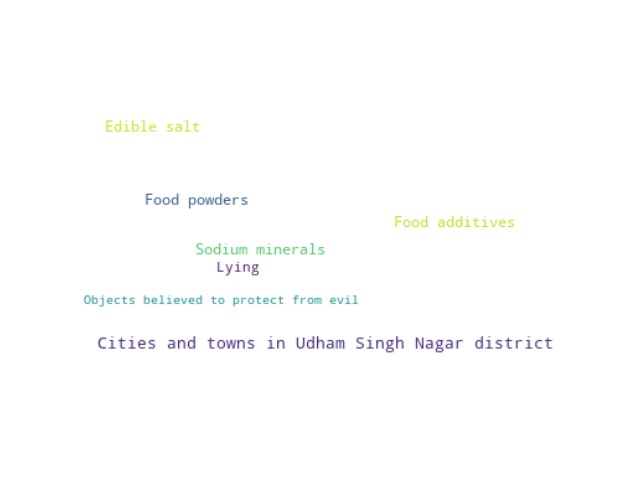 Edible salt
Food powders
Food additives
Sodium minerals
Lying
Objects believed to protect from evil
Cities and towns in Udham Singh Nagar district